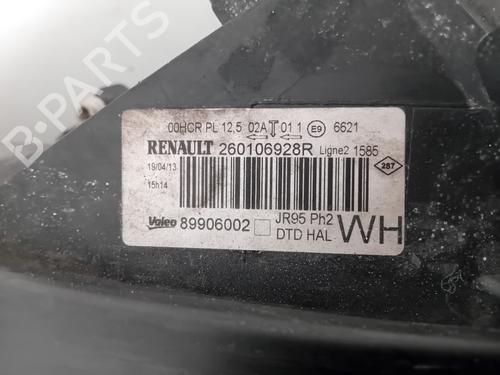 B-PARTS
00HCR PL 12.5 02A 01 1 E9 6621
RENAULT 260106928R Ligne2 1585
19/04/13
15h14
287
Valeo 89906002 JR95 Ph2
DTD HAL WH